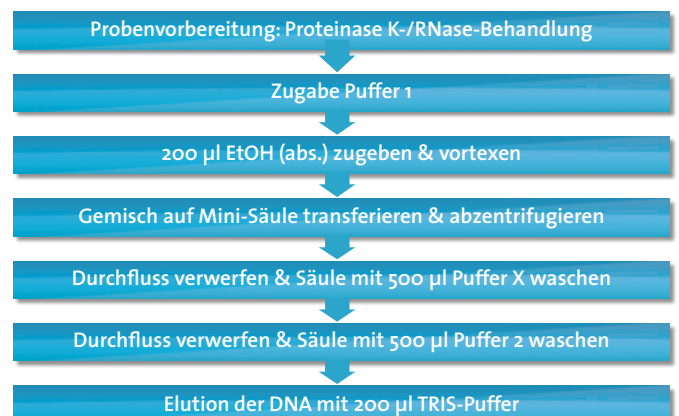 Probenvorbereitung: Proteinase K-/RNase-Behandlung
Zugabe Puffer 1
200 µl EtOH (abs.) zugeben & vortexen
Gemisch auf Mini-Säule transferieren & abzentrifugieren
Durchfluss verwerfen & Säule mit 500 µl Puffer X waschen
Durchfluss verwerfen & Säule mit 500 µl Puffer 2 waschen
Elution der DNA mit 200 µl TRIS-Puffer